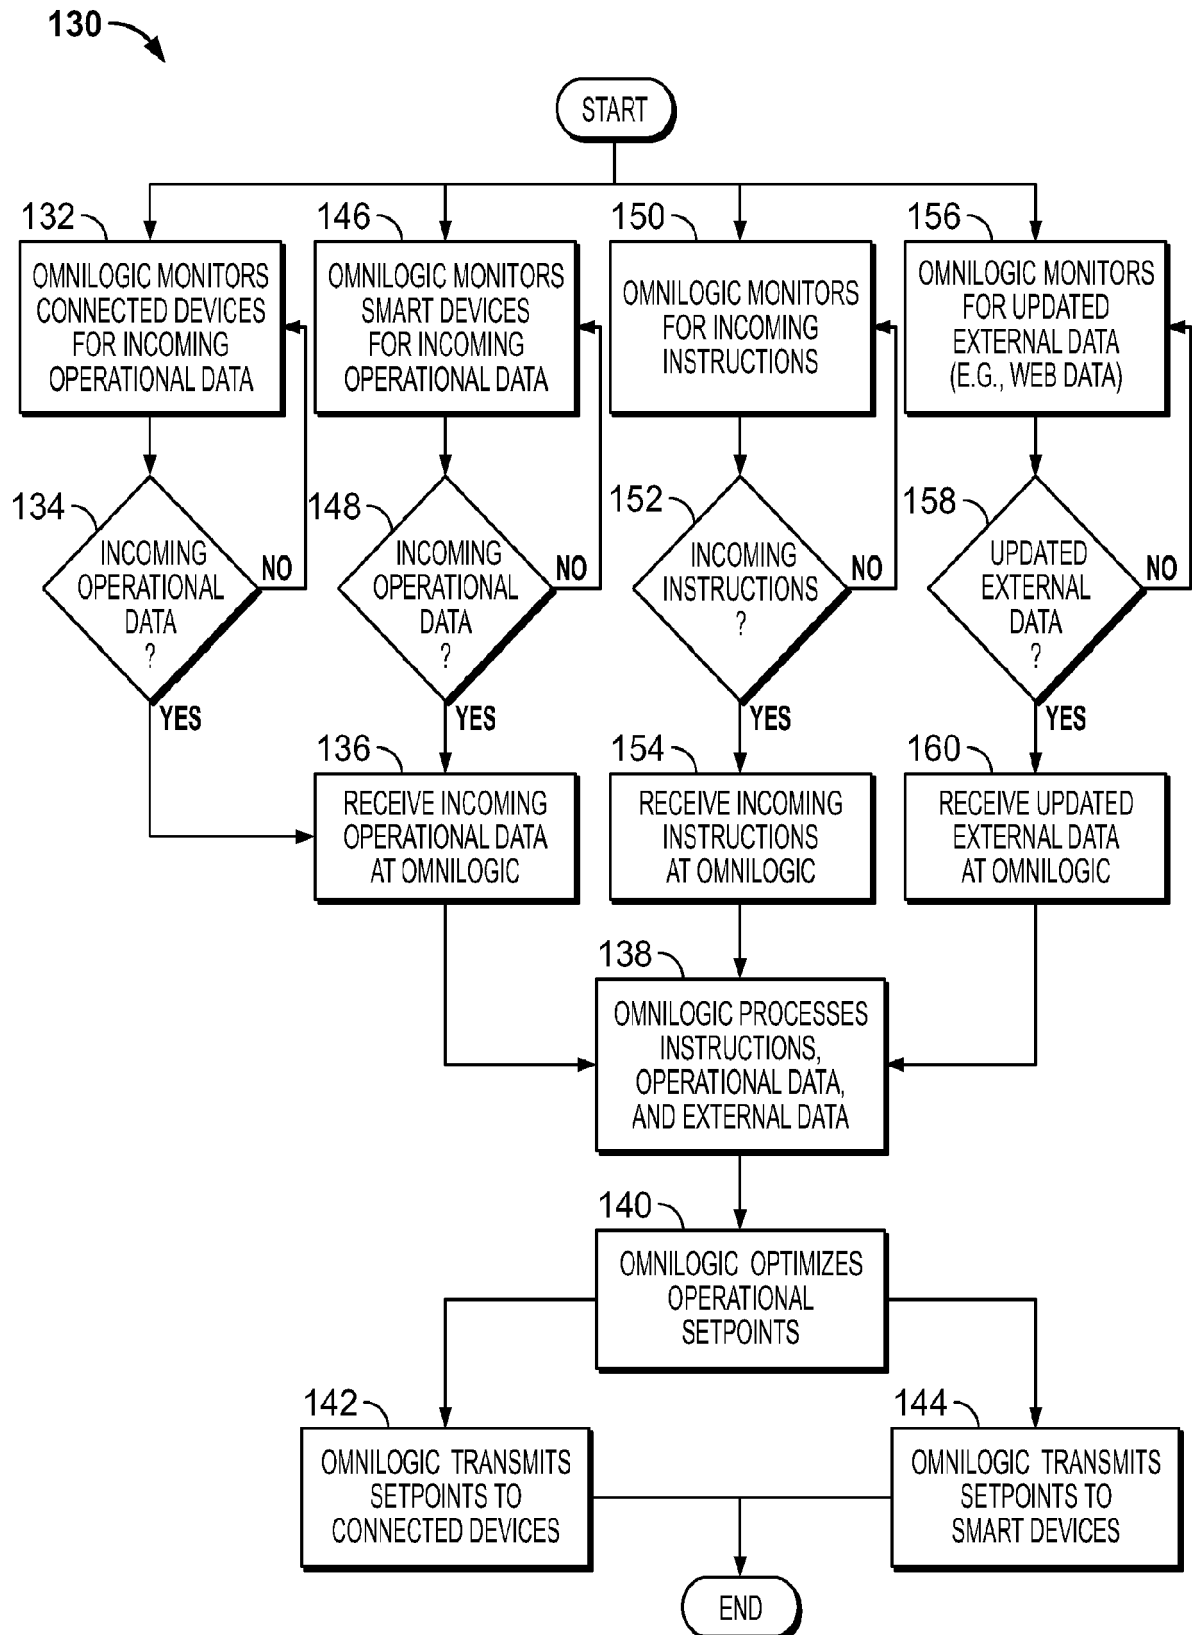 130
START
132
OMNILOGIC MONITORS
CONNECTED DEVICES
FOR INCOMING
OPERATIONAL DATA
146
OMNILOGIC MONITORS
SMART DEVICES
FOR INCOMING
OPERATIONAL DATA
150
OMNILOGIC MONITORS
FOR INCOMING
INSTRUCTIONS
156
OMNILOGIC MONITORS
FOR UPDATED
EXTERNAL DATA
(E.G., WEB DATA)
134
INCOMING
OPERATIONAL
DATA
?
NO
YES
148
INCOMING
OPERATIONAL
DATA
?
NO
YES
152
INCOMING
INSTRUCTIONS
?
NO
YES
158
UPDATED
EXTERNAL
DATA
?
NO
YES
136
RECEIVE INCOMING
OPERATIONAL DATA
AT OMNILOGIC
154
RECEIVE INCOMING
INSTRUCTIONS
AT OMNILOGIC
160
RECEIVE UPDATED
EXTERNAL DATA
AT OMNILOGIC
138
OMNILOGIC PROCESSES
INSTRUCTIONS,
OPERATIONAL DATA,
AND EXTERNAL DATA
140
OMNILOGIC OPTIMIZES
OPERATIONAL
SETPOINTS
142
OMNILOGIC TRANSMITS
SETPOINTS TO
CONNECTED DEVICES
144
OMNILOGIC TRANSMITS
SETPOINTS TO
SMART DEVICES
END